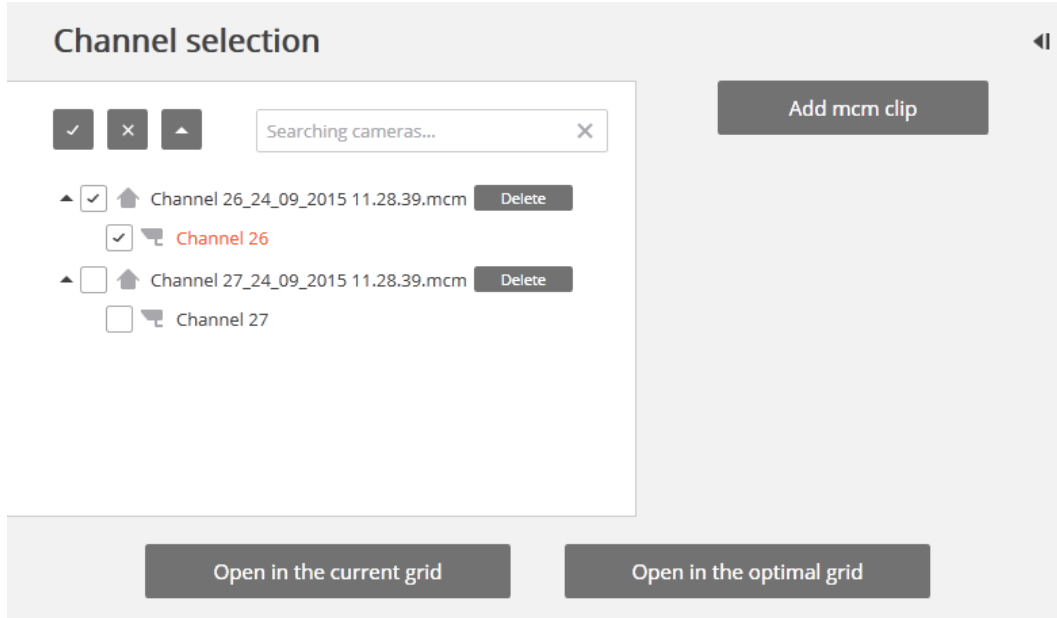 Channel selection
Add mcm clip
Searching cameras...
Channel 26_24_09_2015 11.28.39.mcm Delete
Channel 26
Channel 27_24_09_2015 11.28.39.mcm Delete
Channel 27
Open in the current grid
Open in the optimal grid